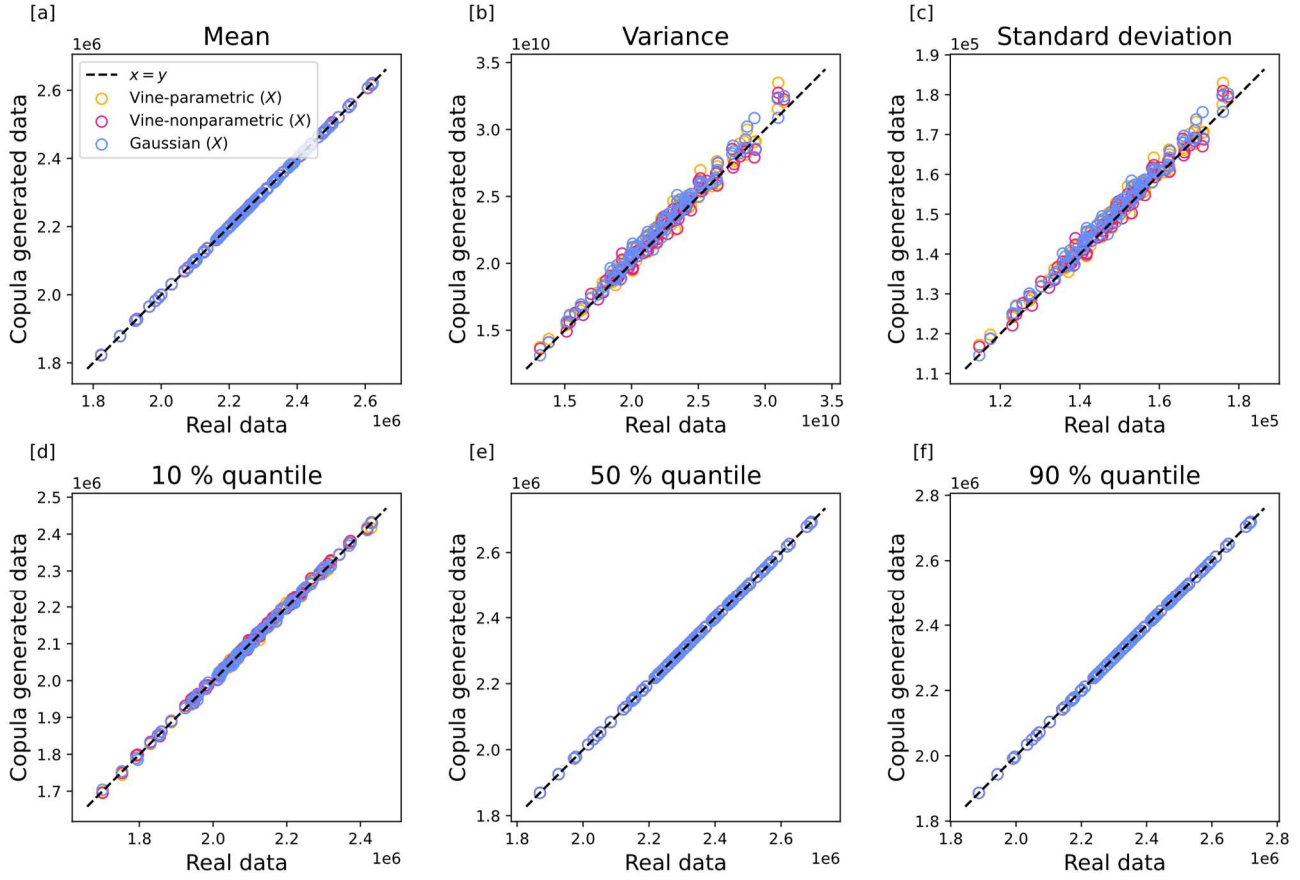 [a]
Mean
1e6
x = y
Vine-parametric (X)
Vine-nonparametric (X)
Gaussian (X)
2.6
2.4
2.2
2.0
1.8
Copula generated data
1.8 2.0 2.2 2.4 2.6
1e6
Real data
[b]
Variance
1e10
3.5
3.0
2.5
2.0
1.5
Copula generated data
1.5 2.0 2.5 3.0 3.5
1e10
Real data
[c]
Standard deviation
1e5
1.9
1.8
1.7
1.6
1.5
1.4
1.3
1.2
1.1
Copula generated data
1.2 1.4 1.6 1.8
1e5
Real data
[d]
10 % quantile
1e6
2.5
2.4
2.3
2.2
2.1
2.0
1.9
1.8
1.7
Copula generated data
1.8 2.0 2.2 2.4
1e6
Real data
[e]
50 % quantile
1e6
2.6
2.4
2.2
2.0
1.8
Copula generated data
1.8 2.0 2.2 2.4 2.6
1e6
Real data
[f]
90 % quantile
1e6
2.8
2.6
2.4
2.2
2.0
1.8
Copula generated data
1.8 2.0 2.2 2.4 2.6 2.8
1e6
Real data